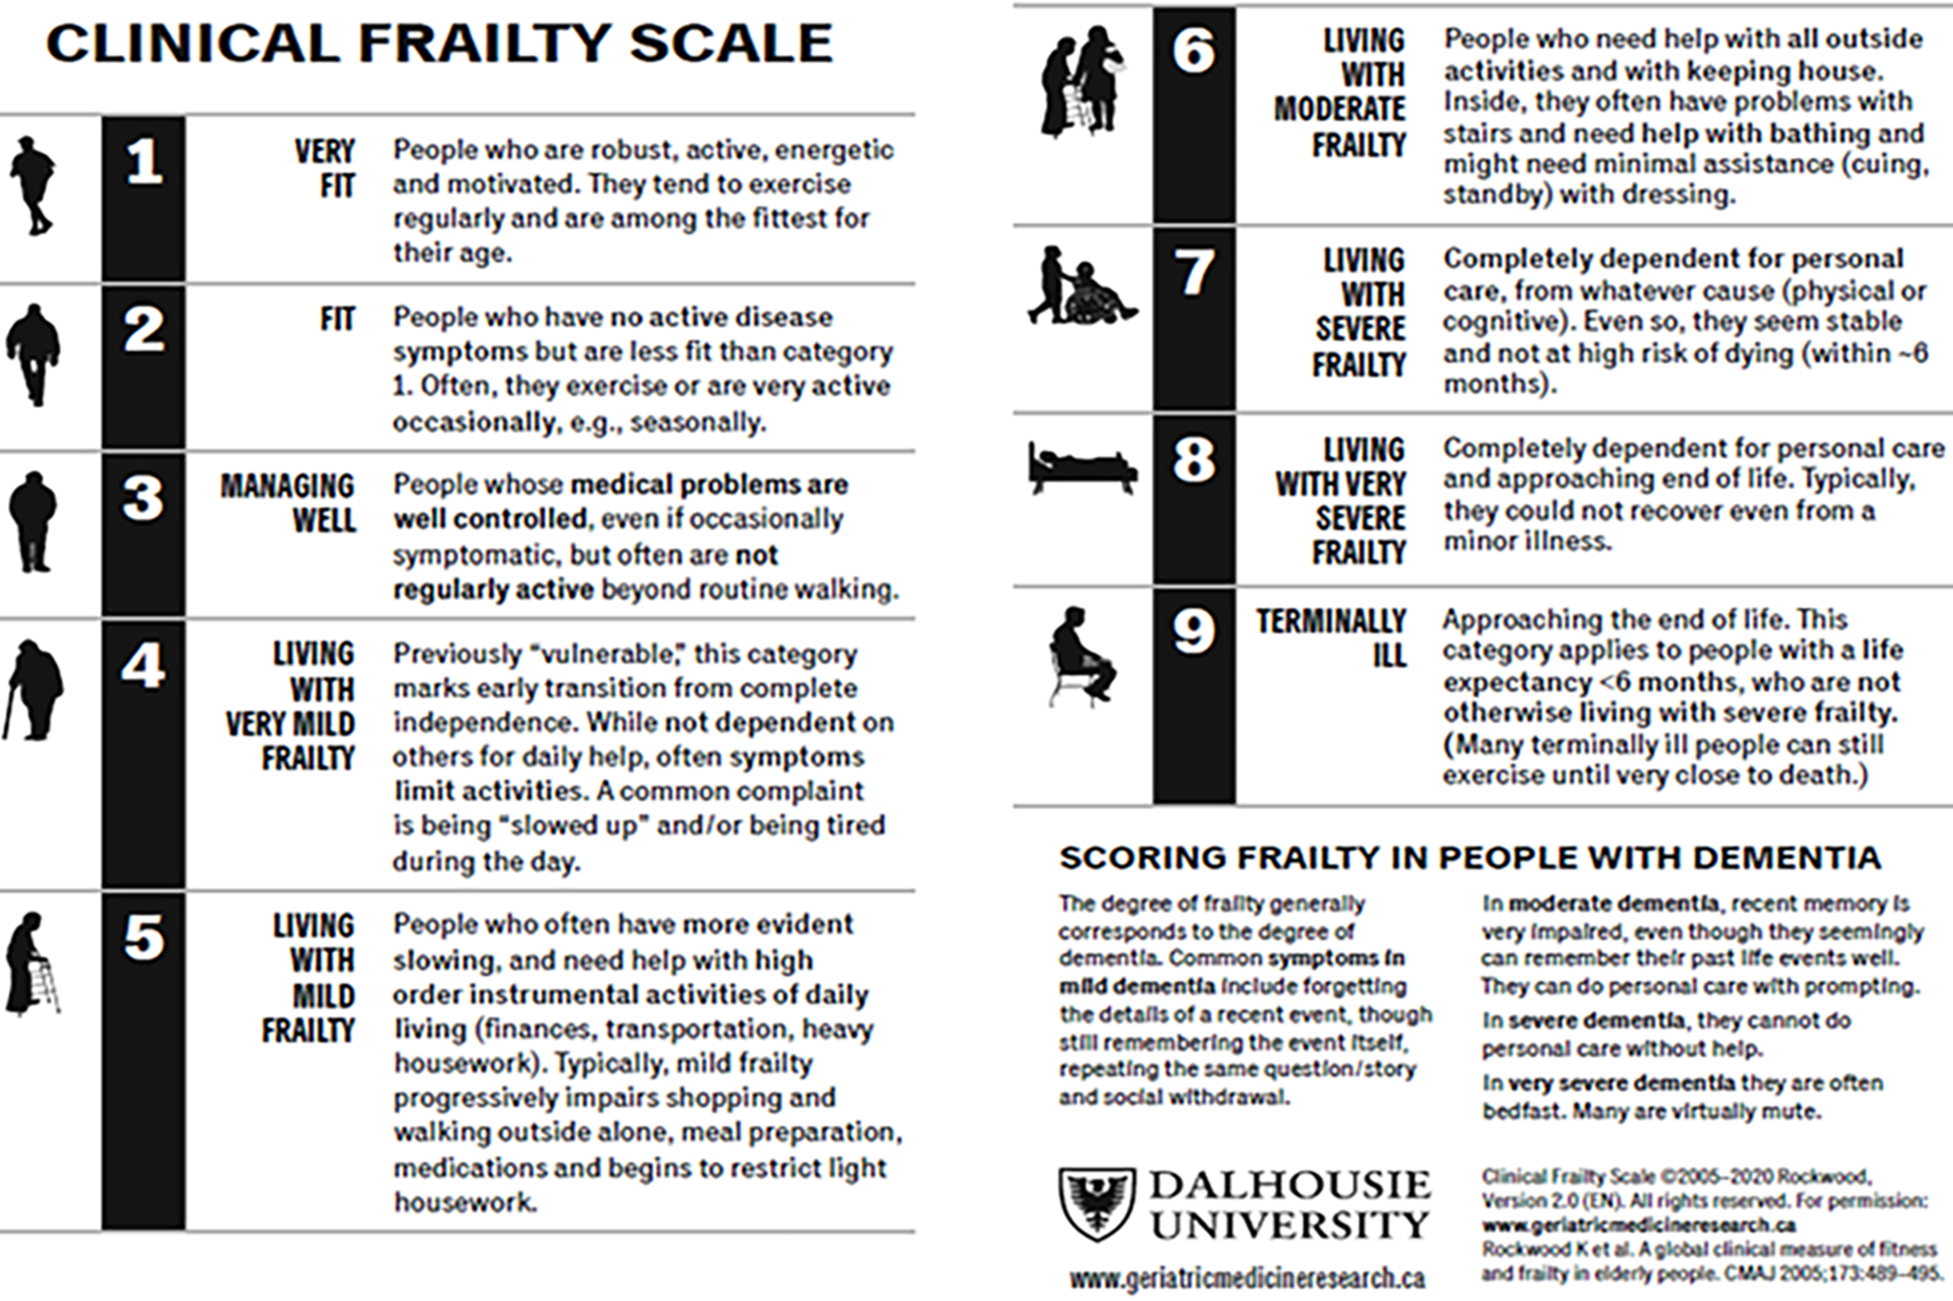 CLINICAL FRAILTY SCALE
1
VERY
FIT
People who are robust, active, energetic
and motivated. They tend to exercise
regularly and are among the fittest for
their age.
2
FIT
People who have no active disease
symptoms but are less fit than category
1. Often, they exercise or are very active
occasionally, e.g., seasonally.
3
MANAGING
WELL
People whose medical problems are
well controlled, even if occasionally
symptomatic, but often are not
regularly active beyond routine walking.
4
LIVING
WITH
VERY MILD
FRAILTY
Previously “vulnerable,” this category
marks early transition from complete
independence. While not dependent on
others for daily help, often symptoms
limit activities. A common complaint
is being “slowed up” and/or being tired
during the day.
5
LIVING
WITH
MILD
FRAILTY
People who often have more evident
slowing, and need help with high
order instrumental activities of daily
living (finances, transportation, heavy
housework). Typically, mild frailty
progressively impairs shopping and
walking outside alone, meal preparation,
medications and begins to restrict light
housework.
6
LIVING
WITH
MODERATE
FRAILTY
People who need help with all outside
activities and with keeping house.
Inside, they often have problems with
stairs and need help with bathing and
might need minimal assistance (cuing,
standby) with dressing.
7
LIVING
WITH
SEVERE
FRAILTY
Completely dependent for personal
care, from whatever cause (physical or
cognitive). Even so, they seem stable
and not at high risk of dying (within ~6
months).
8
LIVING
WITH VERY
SEVERE
FRAILTY
Completely dependent for personal care
and approaching end of life. Typically,
they could not recover even from a
minor illness.
9
TERMINALLY
ILL
Approaching the end of life. This
category applies to people with a life
expectancy <6 months, who are not
otherwise living with severe frailty.
(Many terminally ill people can still
exercise until very close to death.)
SCORING FRAILTY IN PEOPLE WITH DEMENTIA
The degree of frailty generally
corresponds to the degree of
dementia. Common symptoms in
mild dementia include forgetting
the details of a recent event, though
still remembering the event itself,
repeating the same question/story
and social withdrawal.
In moderate dementia, recent memory is
very impaired, even though they seemingly
can remember their past life events well.
They can do personal care with prompting.
In severe dementia, they cannot do
personal care without help.
In very severe dementia they are often
bedfast. Many are virtually mute.
DALHOUSIE
UNIVERSITY
www.geriatricmedicineresearch.ca
Clinical Frailty Scale ©2005–2020 Rockwood,
Version 2.0 (EN). All rights reserved. For permission:
www.geriatricmedicineresearch.ca
Rockwood K et al. A global clinical measure of fitness
and frailty in elderly people. CMAJ 2005;173:489–495.